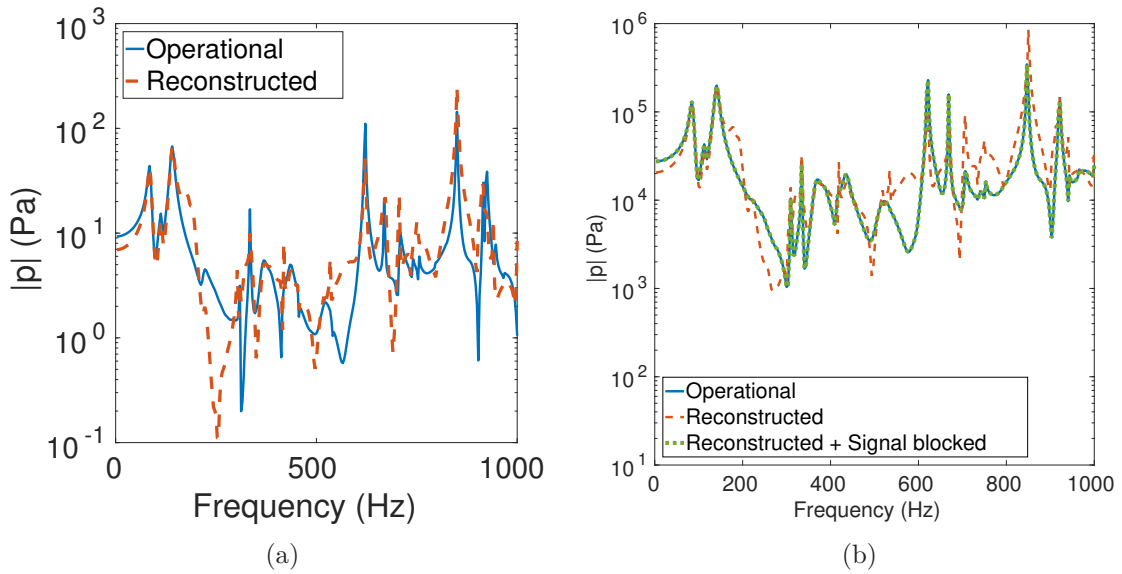 10^3
10^2
10^1
10^0
10^-1
|p| (Pa)
Operational
Reconstructed
0
500
1000
Frequency (Hz)
(a)
10^6
10^5
10^4
10^3
10^2
10^1
|p| (Pa)
Operational
Reconstructed
Reconstructed + Signal blocked
0
200
400
600
800
1000
Frequency (Hz)
(b)